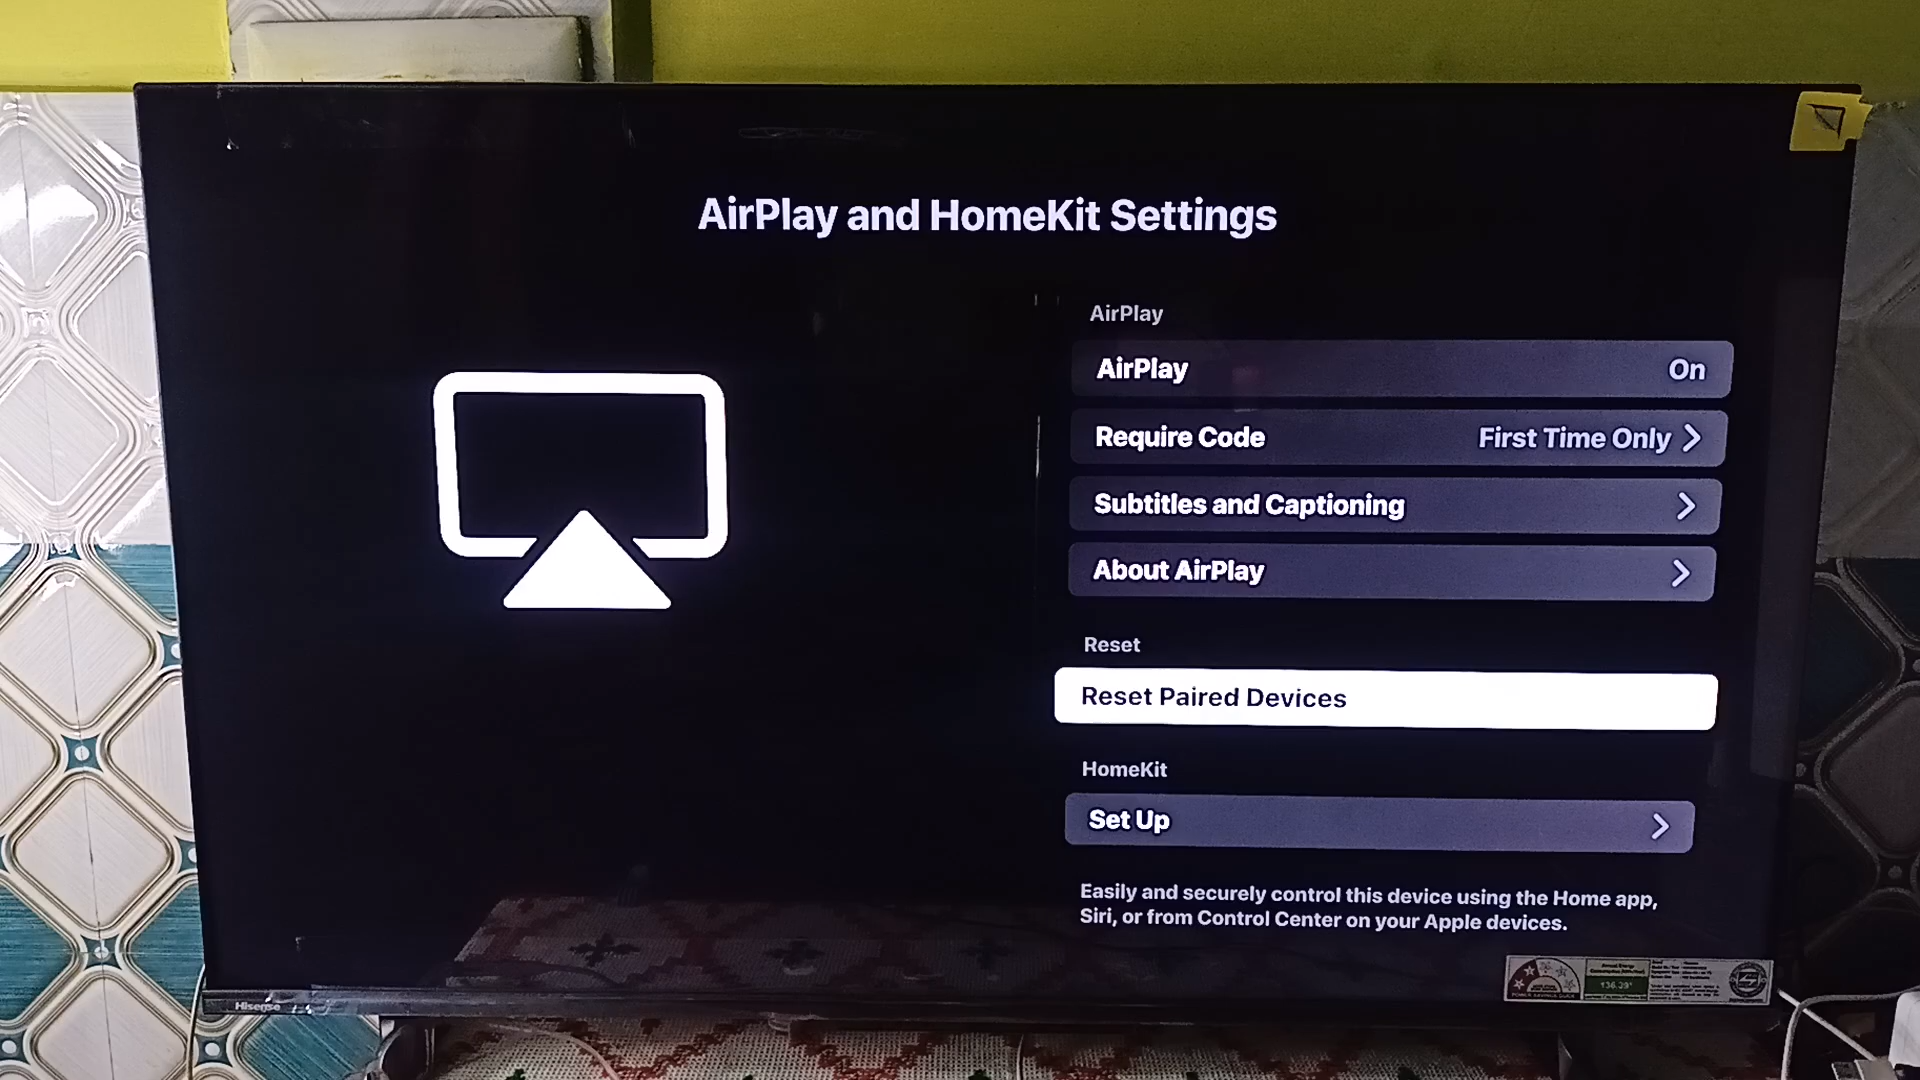 AirPlay and HomeKit Settings
AirPlay
AirPlay On
Require Code First Time Only
Subtitles and Captioning
About AirPlay
Reset
Reset Paired Devices
HomeKit
Set Up
Easily and securely control this device using the Home app,
Siri, or from Control Center on your Apple devices.
Hisense